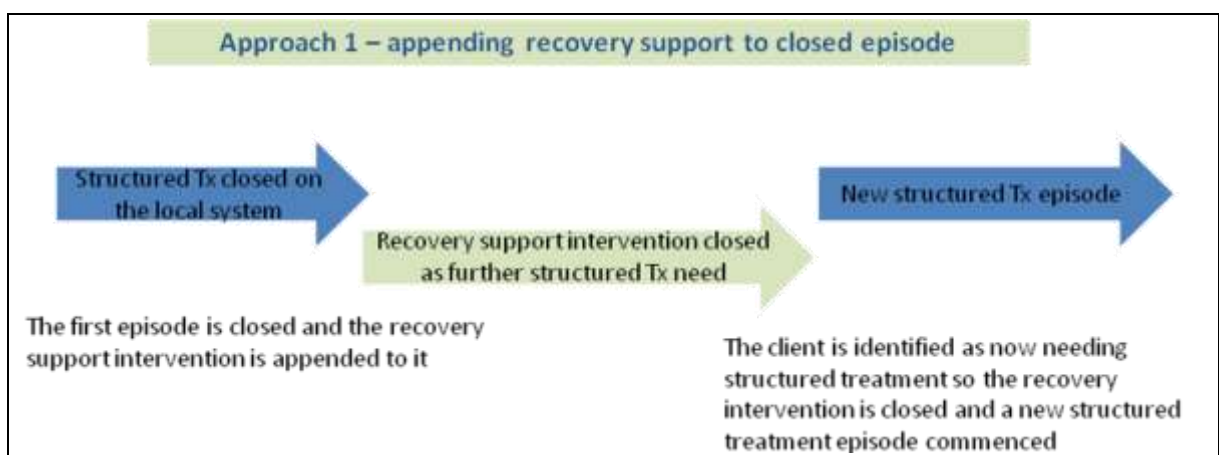 Approach 1 – appending recovery support to closed episode
Structured Tx closed on
the local system
New structured Tx episode
Recovery support intervention closed
as further structured Tx need
The first episode is closed and the recovery
support intervention is appended to it
The client is identified as now needing
structured treatment so the recovery
intervention is closed and a new structured
treatment episode commenced